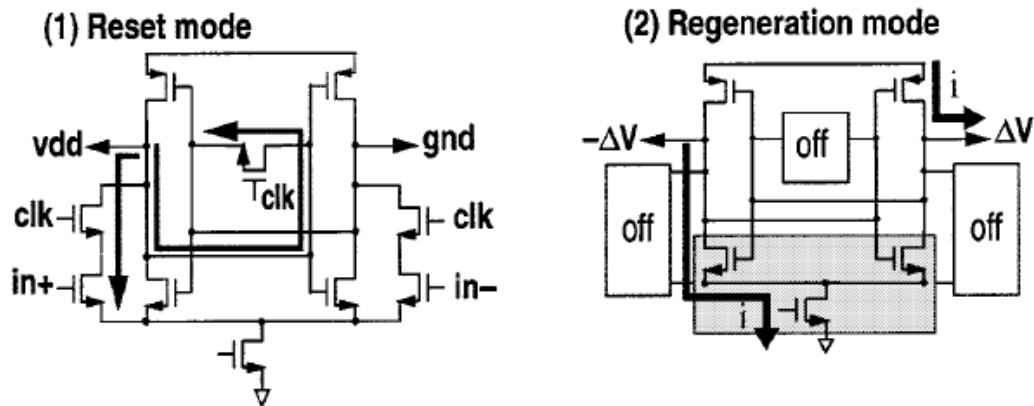 (1) Reset mode
vdd
gnd
clk
clk
clk
in+
in−
(2) Regeneration mode
i
−ΔV
off
ΔV
off
off
i